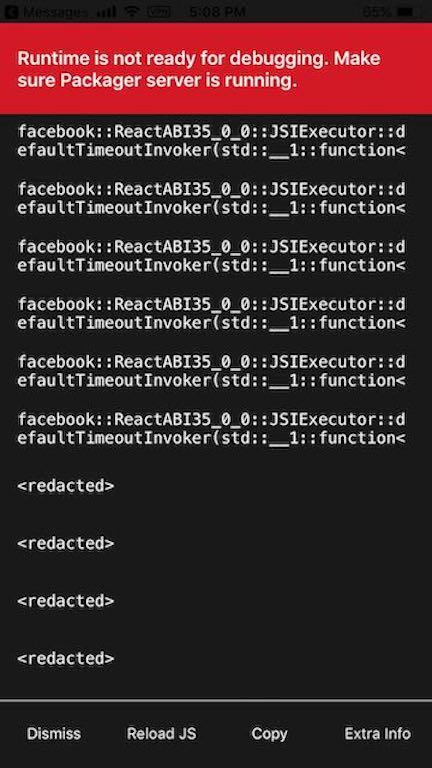 Messages VPN 5:08 PM 65%
Runtime is not ready for debugging. Make
sure Packager server is running.
facebook::ReactABI35_0_0::JSIExecutor::d
efaultTimeoutInvoker(std::__1::function<
facebook::ReactABI35_0_0::JSIExecutor::d
efaultTimeoutInvoker(std::__1::function<
facebook::ReactABI35_0_0::JSIExecutor::d
efaultTimeoutInvoker(std::__1::function<
facebook::ReactABI35_0_0::JSIExecutor::d
efaultTimeoutInvoker(std::__1::function<
facebook::ReactABI35_0_0::JSIExecutor::d
efaultTimeoutInvoker(std::__1::function<
facebook::ReactABI35_0_0::JSIExecutor::d
efaultTimeoutInvoker(std::__1::function<
<redacted>
<redacted>
<redacted>
<redacted>
Dismiss Reload JS Copy Extra Info